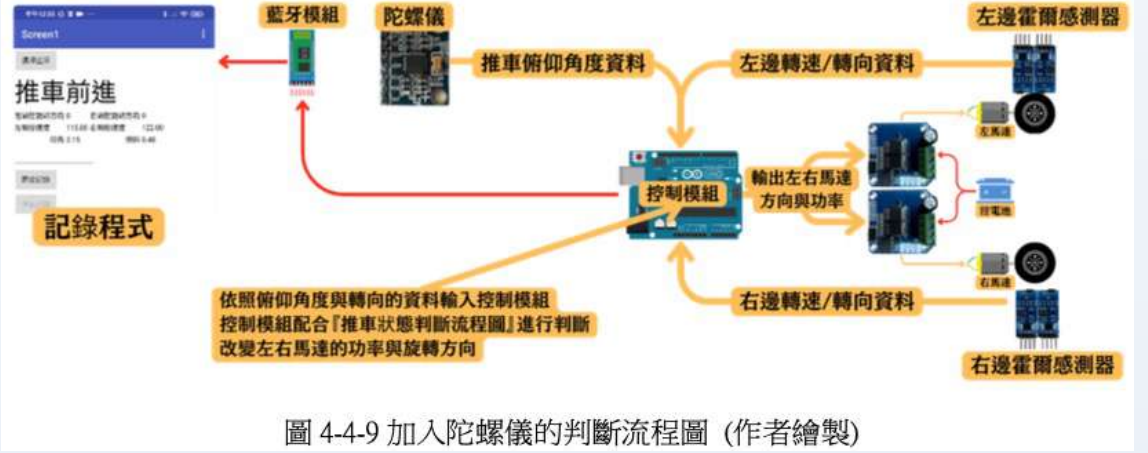 Screen1
推車前進
記錄程式
藍牙模組
陀螺儀
推車俯仰角度資料
左邊轉速/轉向資料
左邊霍爾感測器
左馬達
控制模組
輸出左右馬達
方向與功率
鋰電池
右馬達
右邊轉速/轉向資料
右邊霍爾感測器
依照俯仰角度與轉向的資料輸入控制模組
控制模組配合『推車狀態判斷流程圖』進行判斷
改變左右馬達的功率與旋轉方向
圖 4-4-9 加入陀螺儀的判斷流程圖 (作者繪製)